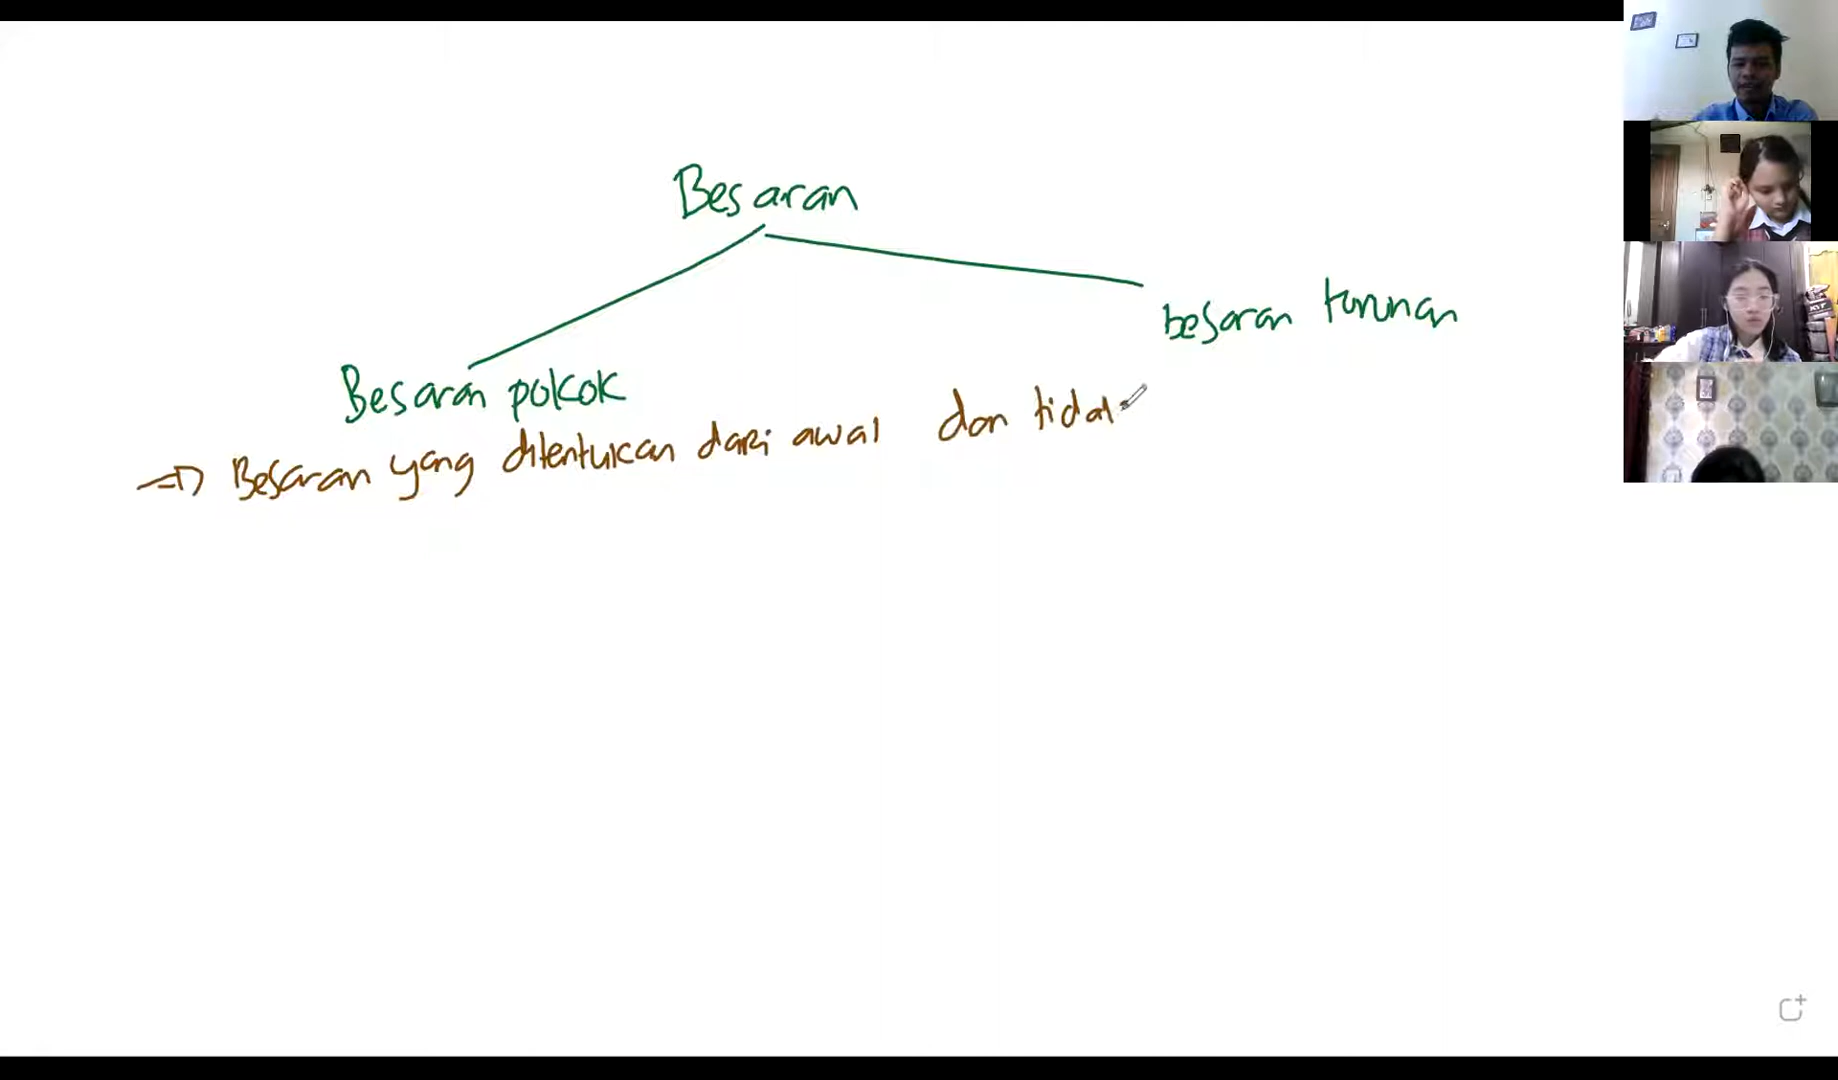 Besaran
besaran turunan
Besaran pokok
⇒ Besaran yang ditentukan dari awal dan tidak